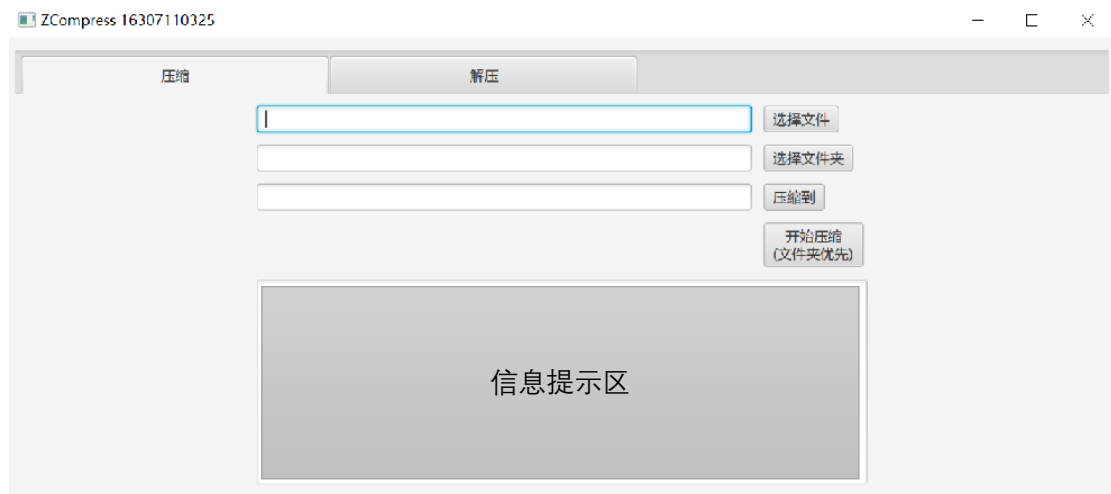 ZCompress 16307110325
压缩
解压
选择文件
选择文件夹
压缩到
开始压缩
(文件夹优先)
信息提示区